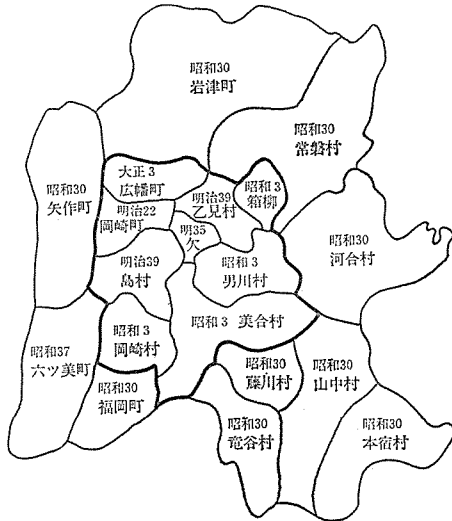 昭和30
岩津町
昭和30
常磐村
大正3
広幡町
昭和3
箱柳
昭和30
矢作町
明治39
乙見村
明治22
岡崎町
明35
欠
昭和30
河合村
明治39
島村
昭和3
男川村
昭和3
岡崎村
昭和3 美合村
昭和37
六ツ美町
昭和30
福岡町
昭和30
藤川村
昭和30
山中村
昭和30
竜谷村
昭和30
本宿村